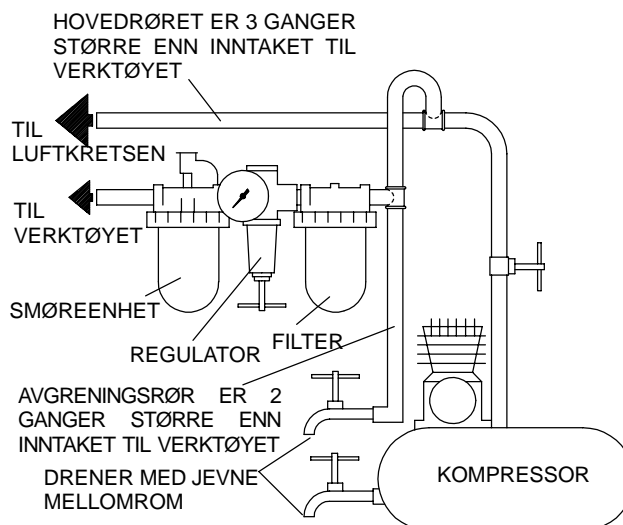 HOVEDRØRET ER 3 GANGER
STØRRE ENN INNTAKET TIL
VERKTØYET
TIL
LUFTKRETSEN
TIL
VERKTØYET
SMØREENHET
REGULATOR
FILTER
AVGRENINGSRØR ER 2
GANGER STØRRE ENN
INNTAKET TIL VERKTØYET
DRENER MED JEVNE
MELLOMROM
KOMPRESSOR